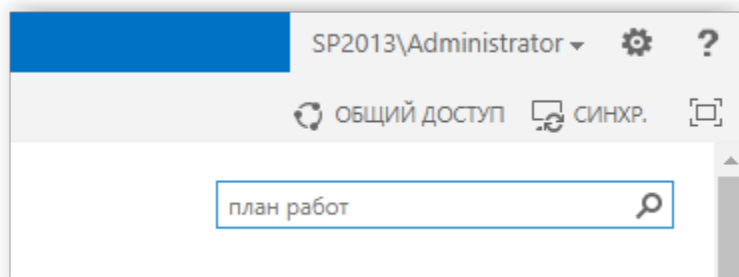 SP2013\Administrator ?
ОБЩИЙ ДОСТУП СИНХР.
план работ